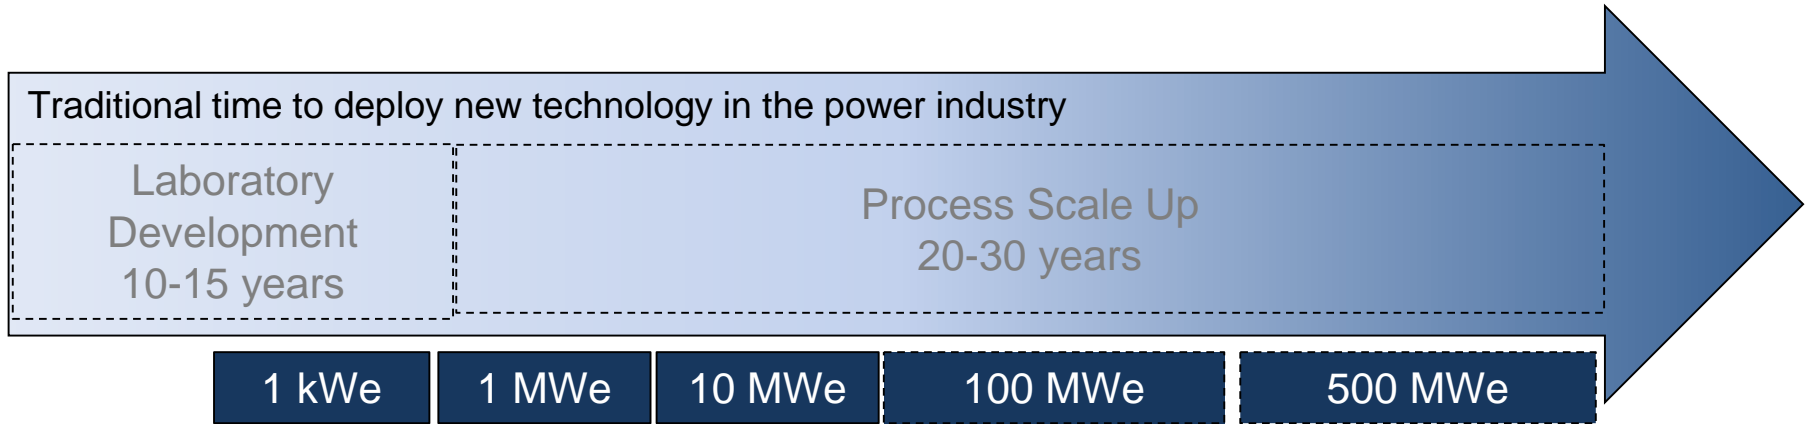 Traditional time to deploy new technology in the power industry
Laboratory
Development
10-15 years
Process Scale Up
20-30 years
1 kWe
1 MWe
10 MWe
100 MWe
500 MWe